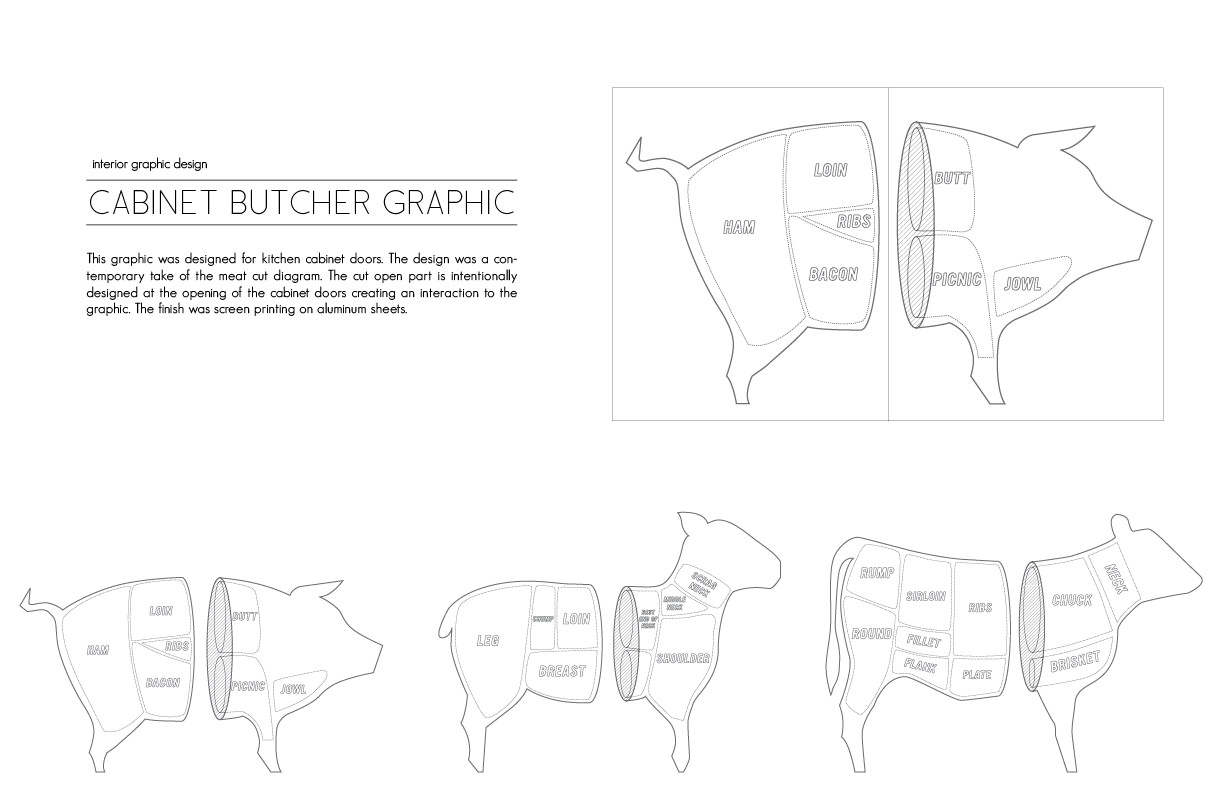 interior graphic design
CABINET BUTCHER GRAPHIC
This graphic was designed for kitchen cabinet doors. The design was a con-
temporary take of the meat cut diagram. The cut open part is intentionally
designed at the opening of the cabinet doors creating an interaction to the
graphic. The finish was screen printing on aluminum sheets.
HAM
LOIN
RIBS
BACON
BUTT
PICNIC
JOWL
HAM
LOIN
RIBS
BACON
BUTT
PICNIC
JOWL
LEG
CHUMP
LOIN
BREAST
BEST
END OF
NECK
MIDDLE
NECK
SCRAG
NECK
SHOULDER
RUMP
ROUND
SIRLOIN
FILLET
FLANK
RIBS
PLATE
CHUCK
NECK
BRISKET